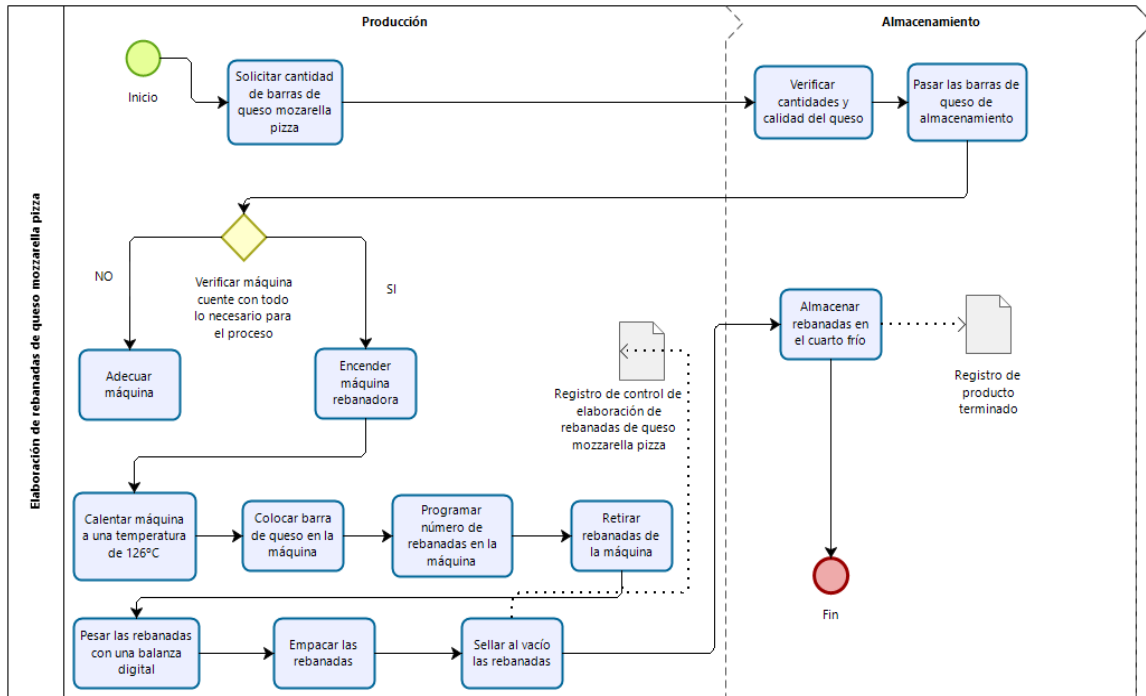 Elaboración de rebanadas de queso mozzarella pizza
Producción
Almacenamiento
Inicio
Solicitar cantidad
de barras de
queso mozarella
pizza
Verificar
cantidades y
calidad del queso
Pasar las barras de
queso de
almacenamiento
NO
Verificar máquina
cuente con todo
lo necesario para
el proceso
SI
Adecuar
máquina
Encender
máquina
rebanadora
Registro de control de
elaboración de
rebanadas de queso
mozzarella pizza
Almacenar
rebanadas en
el cuarto frío
Registro de
producto
terminado
Calentar máquina
a una temperatura
de 126ºC
Colocar barra
de queso en la
máquina
Programar
número de
rebanadas en la
máquina
Retirar
rebanadas de
la máquina
Fin
Pesar las rebanadas
con una balanza
digital
Empacar las
rebanadas
Sellar al vacío
las rebanadas